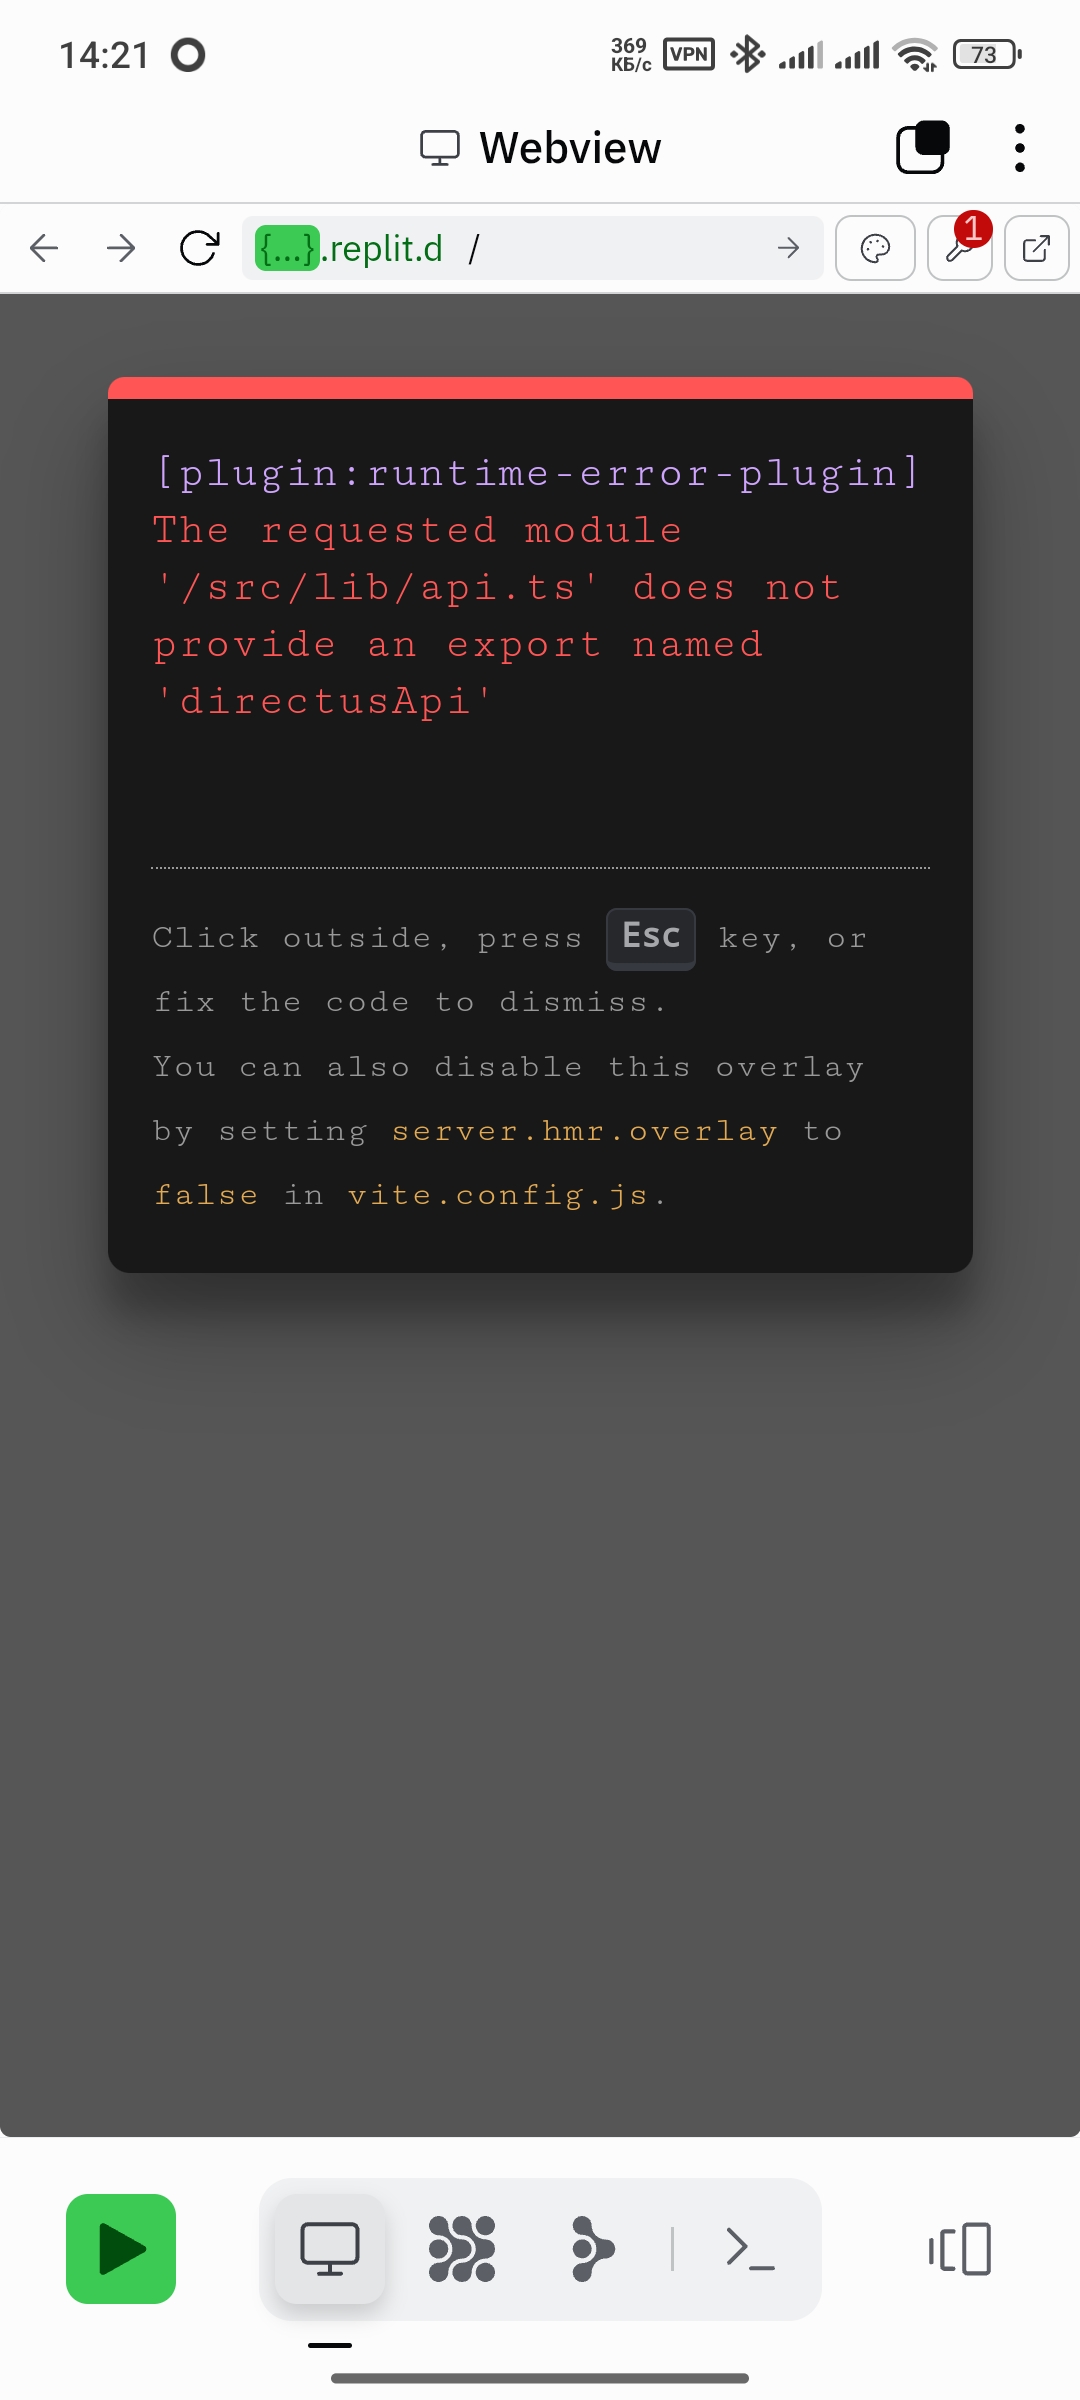 14:21
369
КБ/с
VPN
73
Webview
{...}.replit.d /
1
[plugin:runtime-error-plugin]
The requested module
'/src/lib/api.ts' does not
provide an export named
'directusApi'
Click outside, press Esc key, or
fix the code to dismiss.
You can also disable this overlay
by setting server.hmr.overlay to
false in vite.config.js.